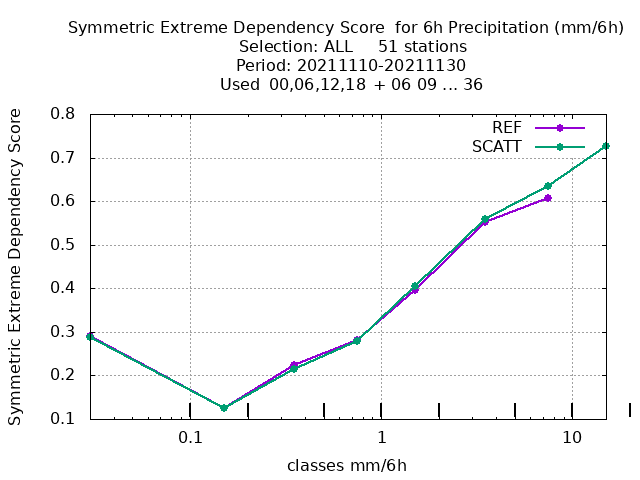 Symmetric Extreme Dependency Score  for 6h Precipitation (mm/6h)
Selection: ALL     51 stations
Period: 20211110-20211130
Used  00,06,12,18  + 06 09 ... 36
REF
SCATT
0.8
0.7
0.6
0.5
0.4
0.3
0.2
0.1
Symmetric Extreme Dependency Score
0.1
1
10
classes mm/6h